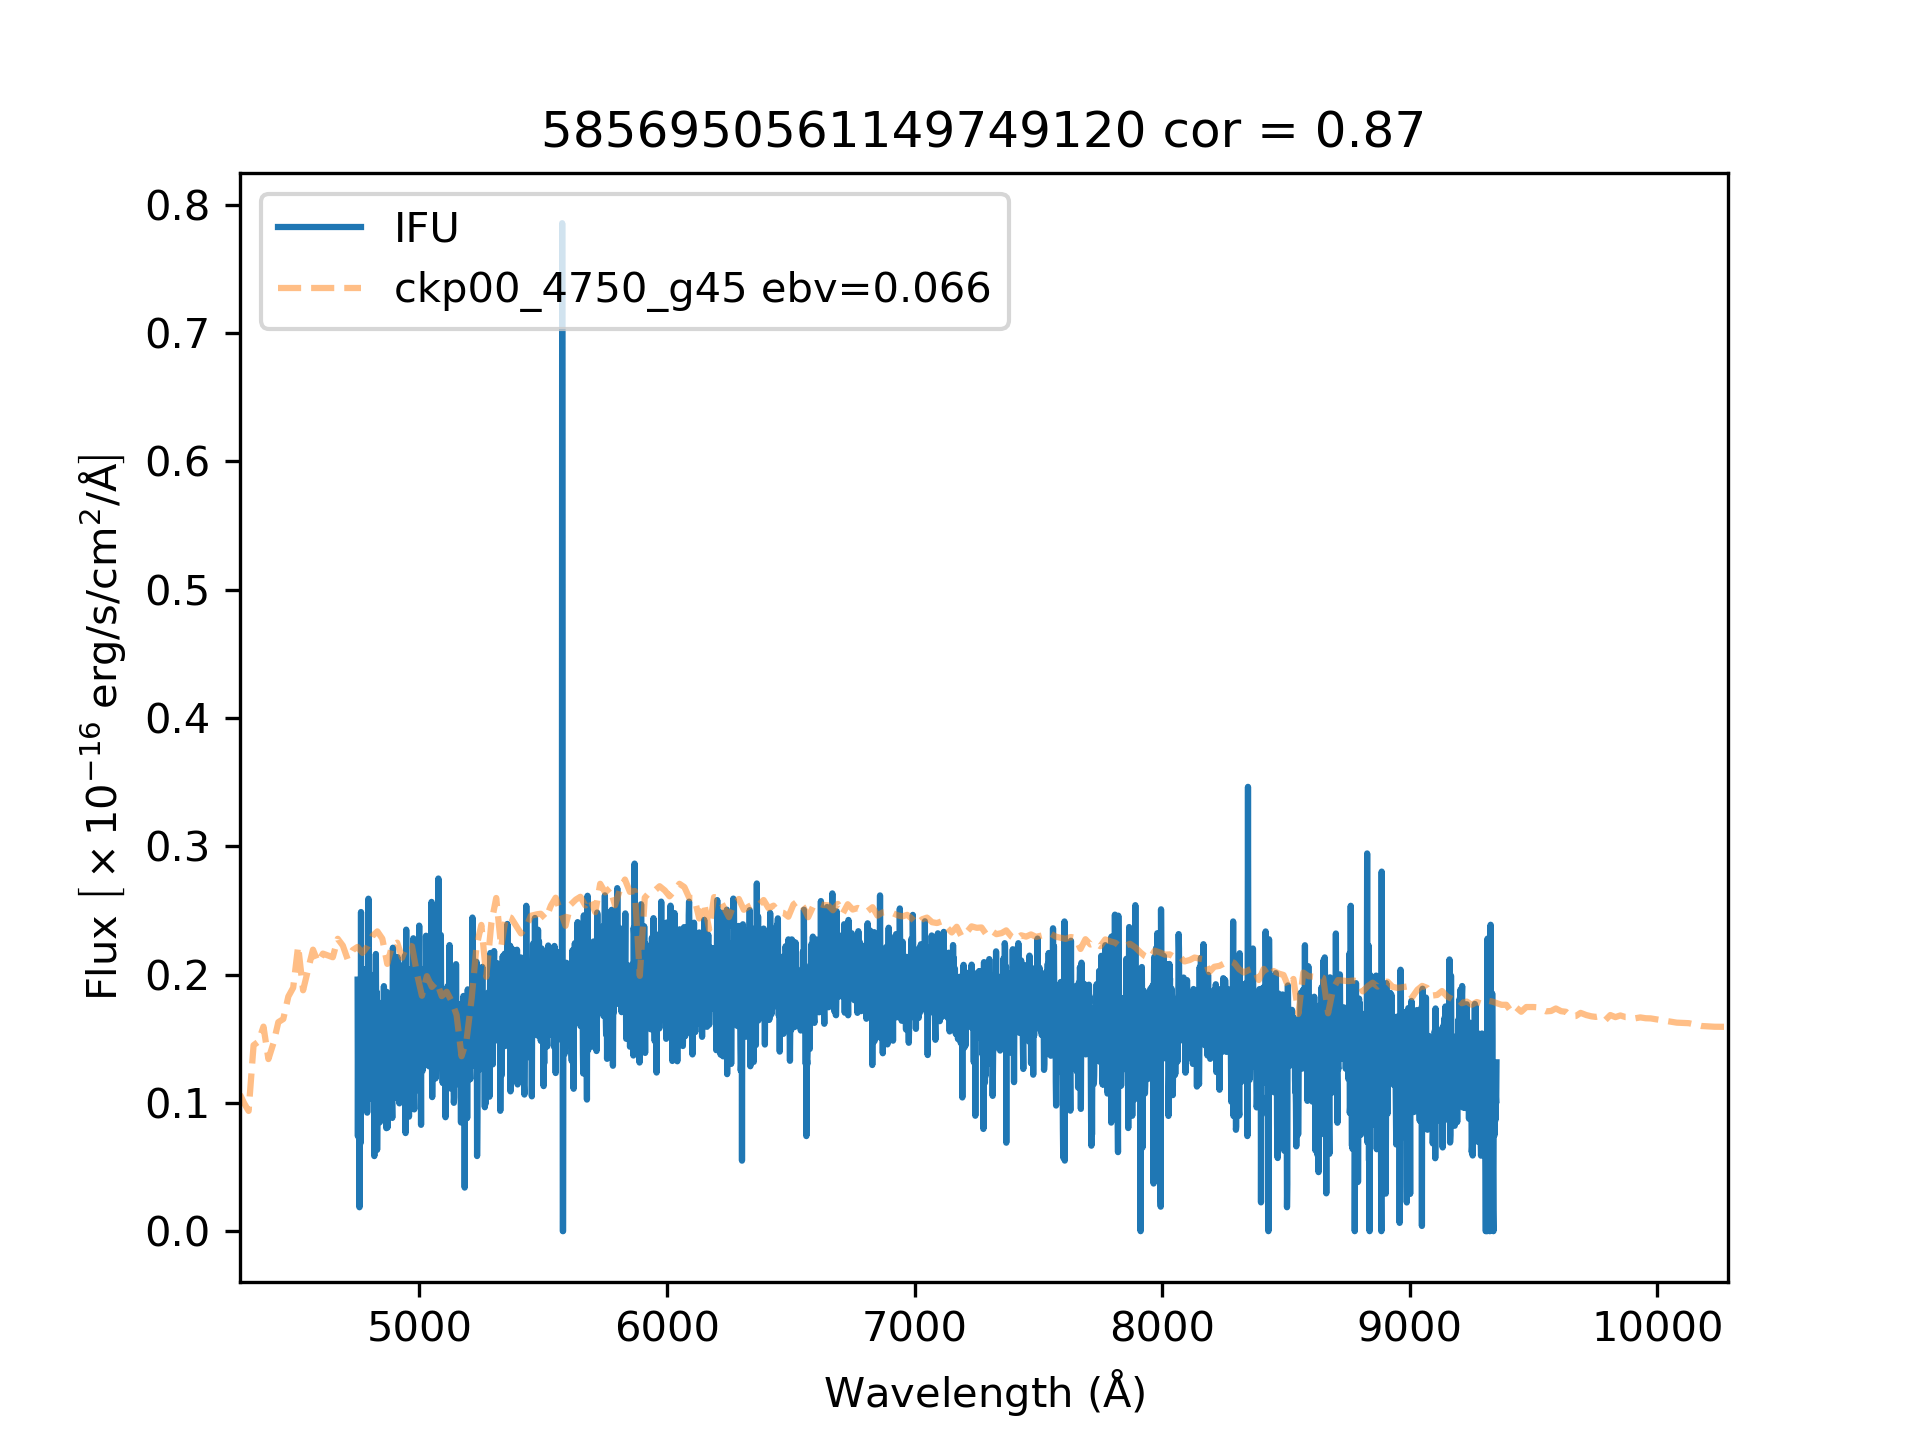 5856950561149749120 cor = 0.87
IFU
ckp00_4750_g45 ebv=0.066
Flux [×10⁻¹⁶ erg/s/cm²/Å]
0.8
0.7
0.6
0.5
0.4
0.3
0.2
0.1
0.0
5000 6000 7000 8000 9000 10000
Wavelength (Å)